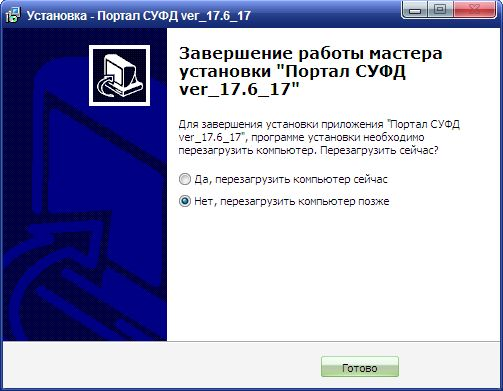 Установка - Портал СУФД ver_17.6_17
Завершение работы мастера
установки "Портал СУФД
ver_17.6_17"
Для завершения установки приложения "Портал СУФД
ver_17.6_17", программе установки необходимо
перезагрузить компьютер. Перезагрузить сейчас?
Да, перезагрузить компьютер сейчас
Нет, перезагрузить компьютер позже
Готово